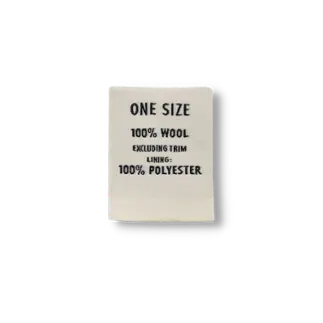 ONE SIZE
100% WOOL
EXCLUDING TRIM
LINING:
100% POLYESTER